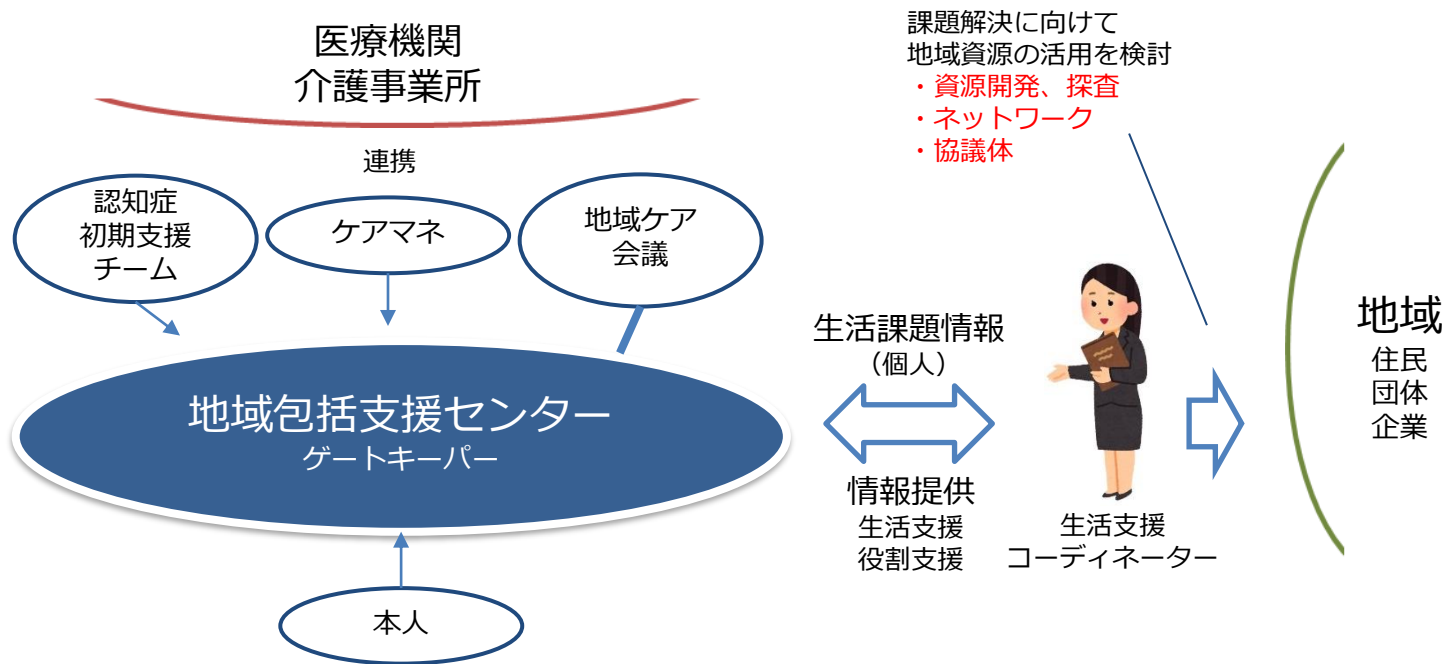 医療機関
介護事業所
連携
認知症
初期支援
チーム
ケアマネ
地域ケア
会議
地域包括支援センター
ゲートキーパー
本人
課題解決に向けて
地域資源の活用を検討
・資源開発、探査
・ネットワーク
・協議体
生活課題情報
（個人）
情報提供
生活支援
役割支援
生活支援
コーディネーター
地域
住民
団体
企業